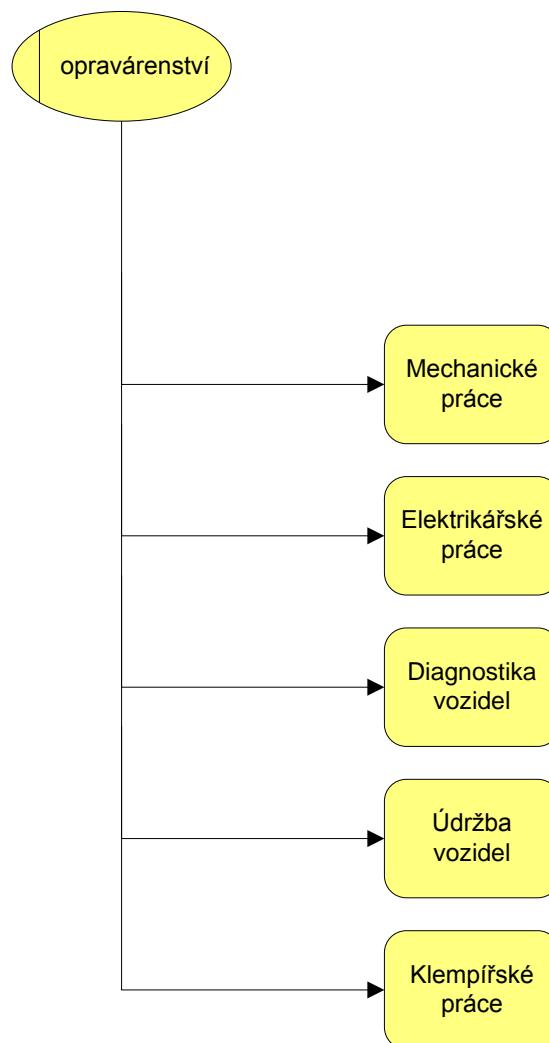 opravárenství
Mechanické
práce
Elektrikářské
práce
Diagnostika
vozidel
Údržba
vozidel
Klempířské
práce